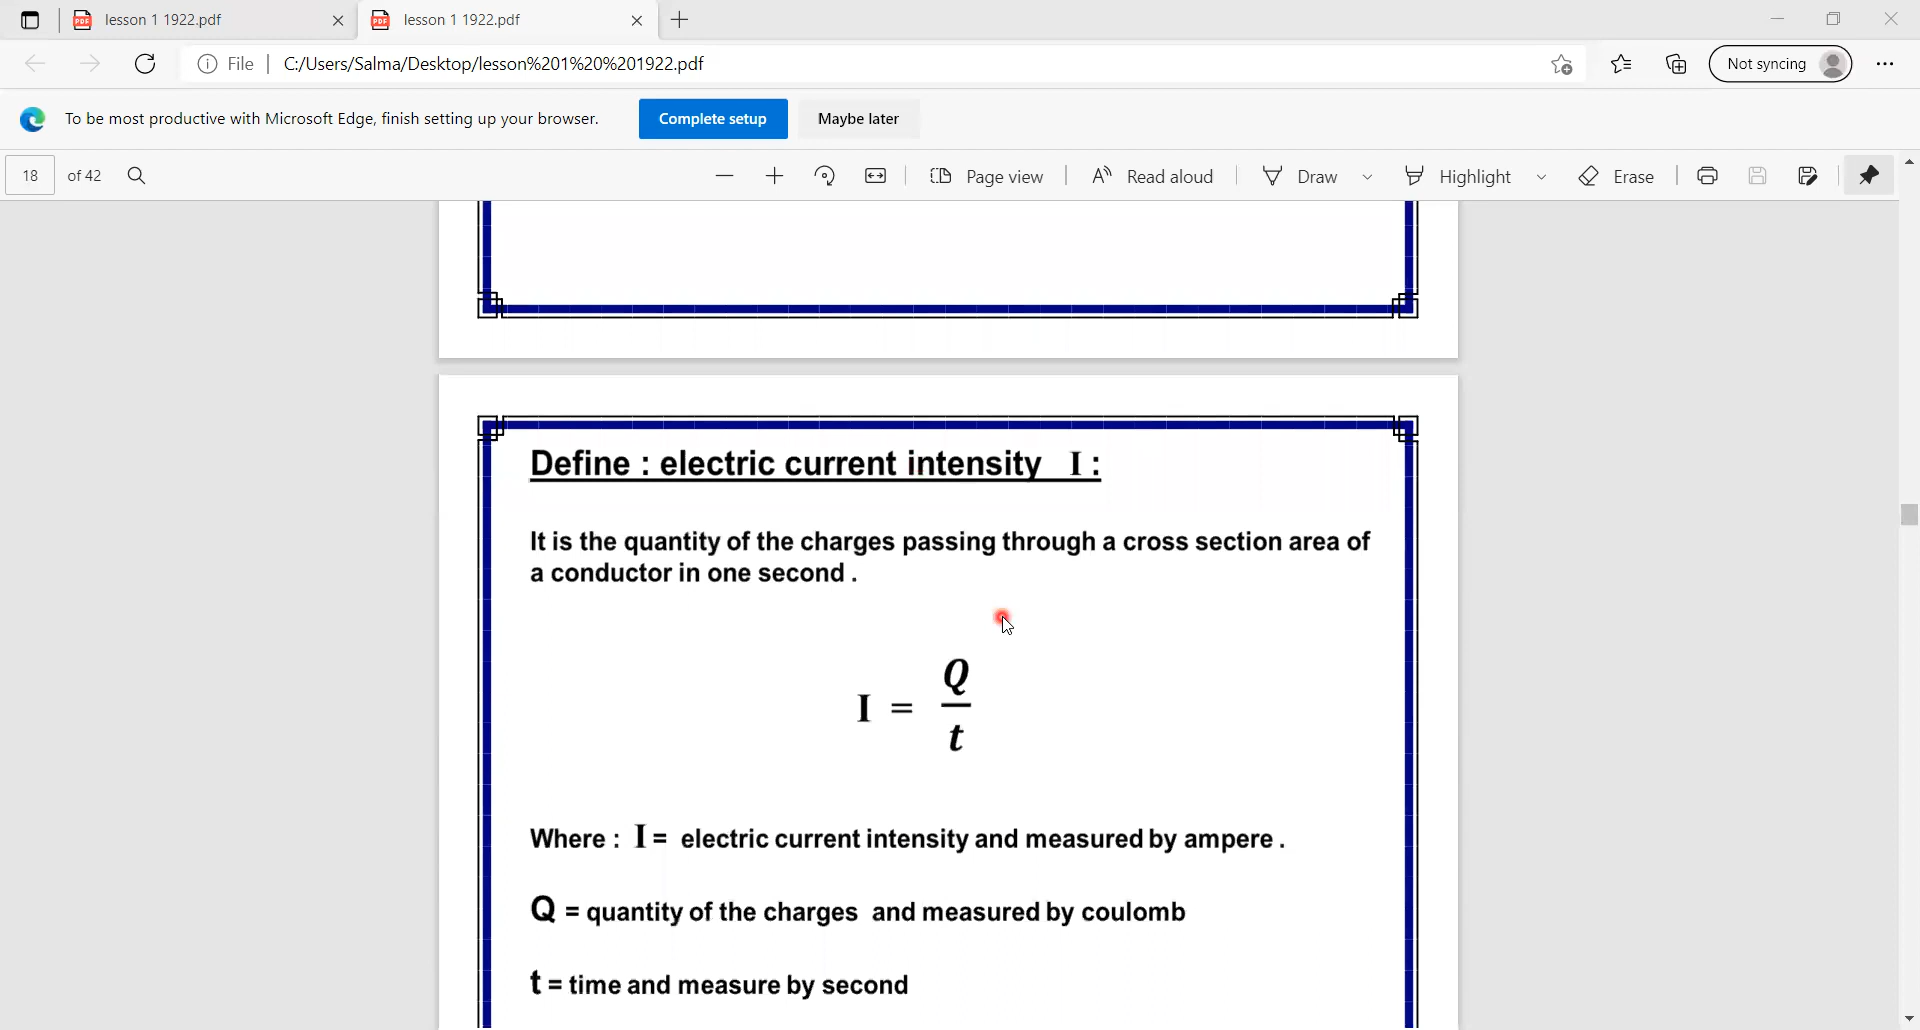 lesson 1 1922.pdf
lesson 1 1922.pdf
File
C:/Users/Salma/Desktop/lesson%201%20%201922.pdf
Not syncing
To be most productive with Microsoft Edge, finish setting up your browser.
Complete setup
Maybe later
18 of 42
Page view
Read aloud
Draw
Highlight
Erase
Define : electric current intensity I :
It is the quantity of the charges passing through a cross section area of
a conductor in one second .
I = Q
t
Where : I = electric current intensity and measured by ampere .
Q = quantity of the charges and measured by coulomb
t = time and measure by second